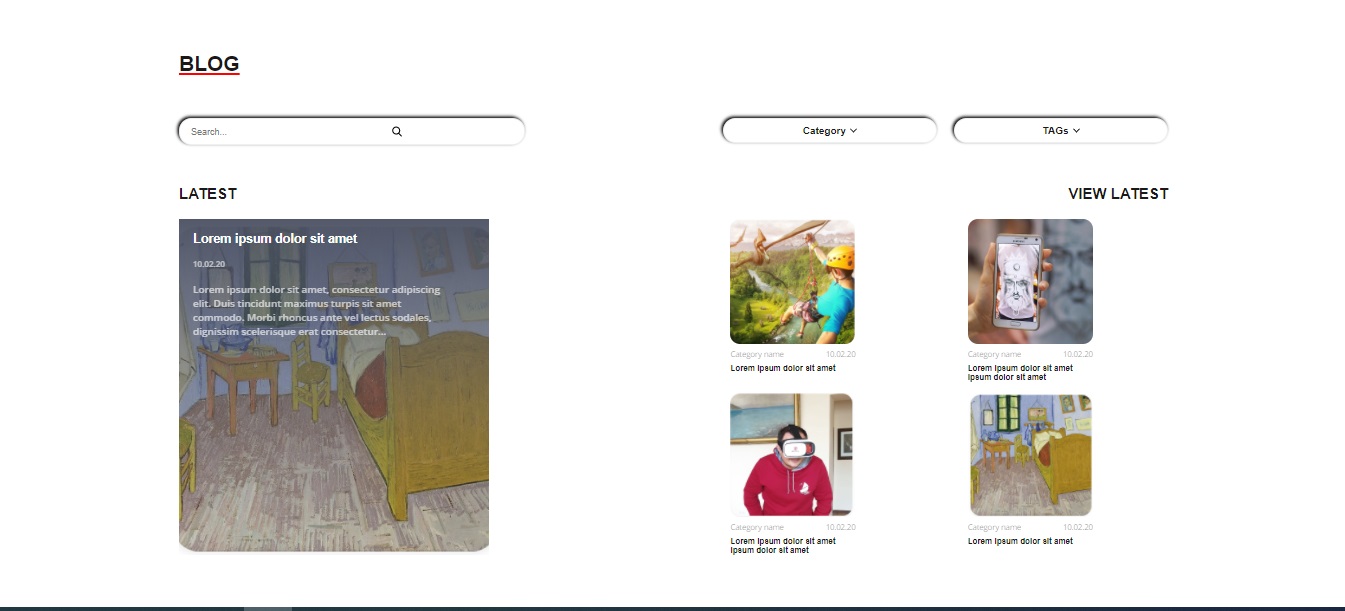 BLOG
Search...
Category
TAGs
LATEST
VIEW LATEST
Lorem ipsum dolor sit amet
10.02.20
Lorem ipsum dolor sit amet, consectetur adipiscing
elit. Duis tincidunt maximus turpis sit amet
commodo. Morbi rhoncus ante vel lectus sodales,
dignissim scelerisque erat consectetur...
Category name 10.02.20
Lorem ipsum dolor sit amet
Category name 10.02.20
Lorem ipsum dolor sit amet
ipsum dolor sit amet
Category name 10.02.20
Lorem ipsum dolor sit amet
ipsum dolor sit amet
Category name 10.02.20
Lorem ipsum dolor sit amet